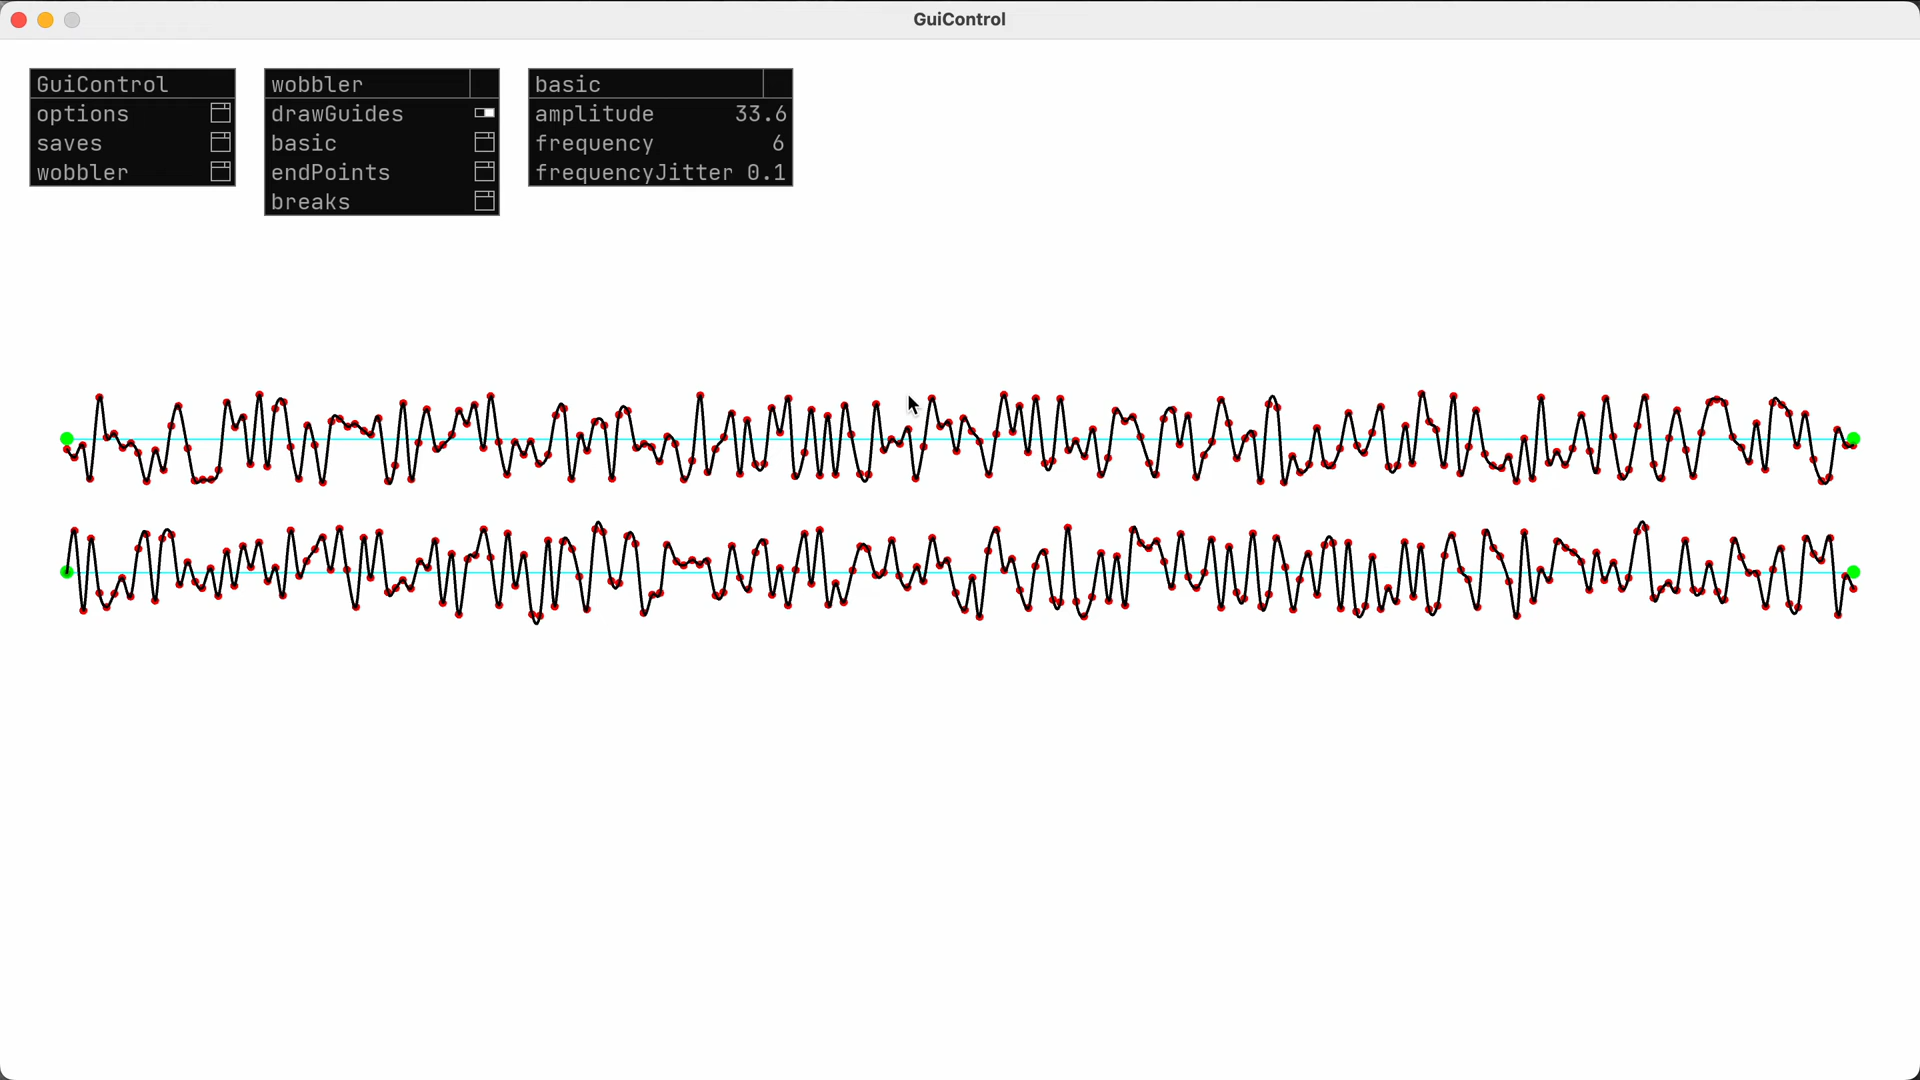 GuiControl
GuiControl
options
saves
wobbler
wobbler
drawGuides
basic
endPoints
breaks
basic
amplitude 33.6
frequency 6
frequencyJitter 0.1